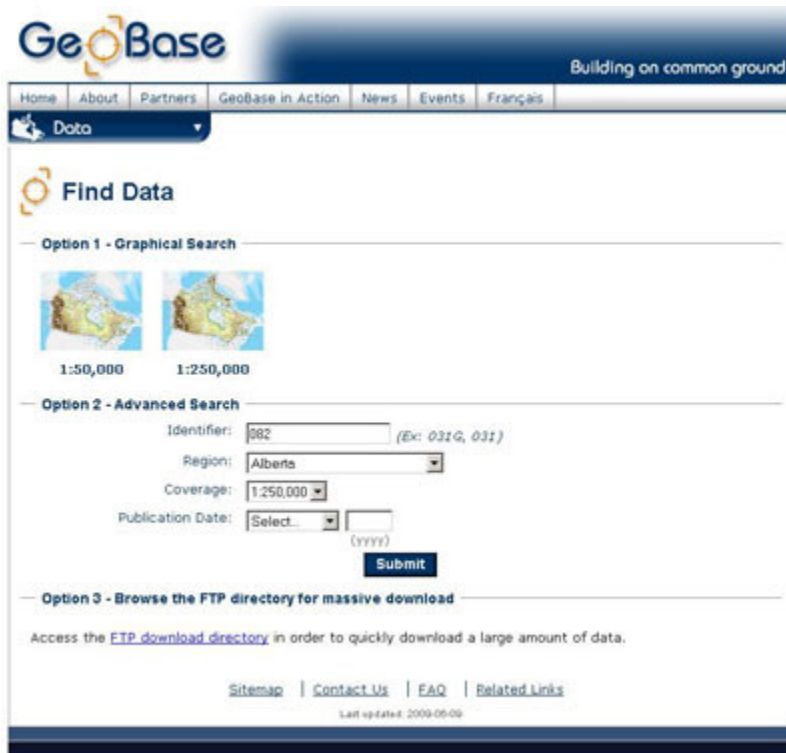 GeoBase
Building on common ground
Home About Partners GeoBase in Action News Events Français
Data
Find Data
Option 1 - Graphical Search
1:50,000 1:250,000
Option 2 - Advanced Search
Identifier: 082 (Ex: 031G, 031)
Region: Alberta
Coverage: 1:250,000
Publication Date: Select...
(yyyy)
Submit
Option 3 - Browse the FTP directory for massive download
Access the FTP download directory in order to quickly download a large amount of data.
Sitemap | Contact Us | FAQ | Related Links
Last updated: 2009-06-09